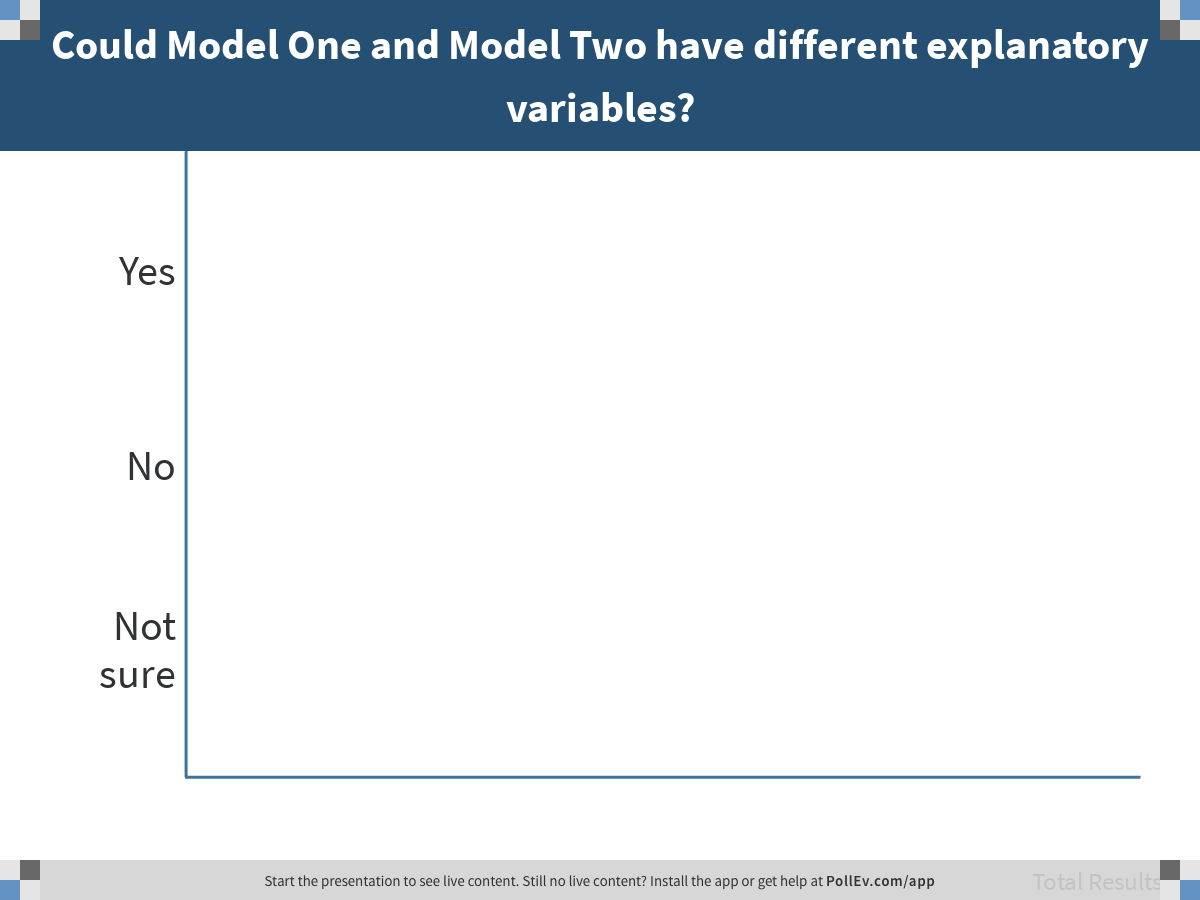 Could Model One and Model Two have different explanatory
variables?
Yes
No
Not
sure
Start the presentation to see live content. Still no live content? Install the app or get help at PollEv.com/app
Total Results